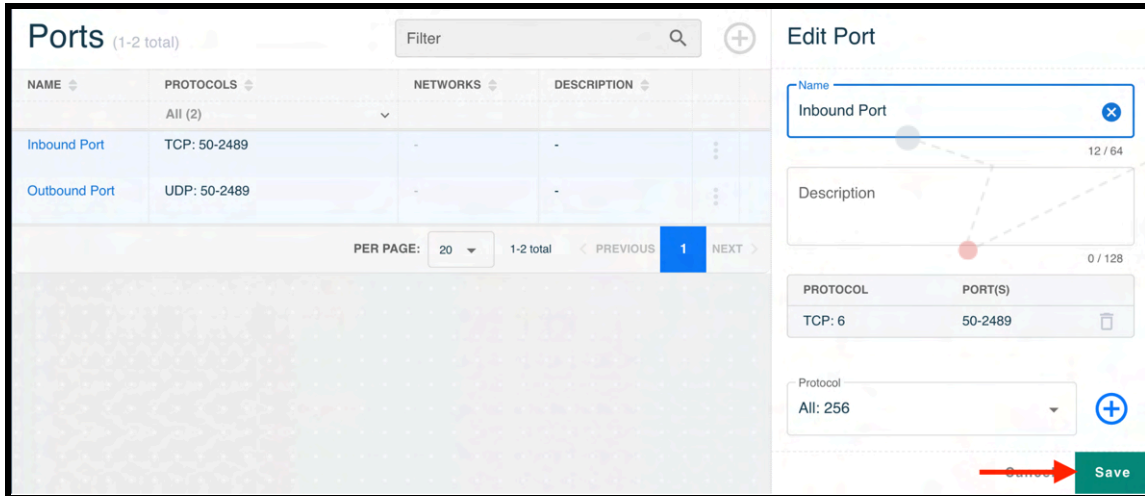 Ports (1-2 total)
Filter
NAME PROTOCOLS NETWORKS DESCRIPTION
All (2)
Inbound Port TCP: 50-2489 - -
Outbound Port UDP: 50-2489 - -
PER PAGE: 20 1-2 total < PREVIOUS 1 NEXT >
Edit Port
Name
Inbound Port
12 / 64
Description
0 / 128
PROTOCOL PORT(S)
TCP: 6 50-2489
Protocol
All: 256
Cancel Save